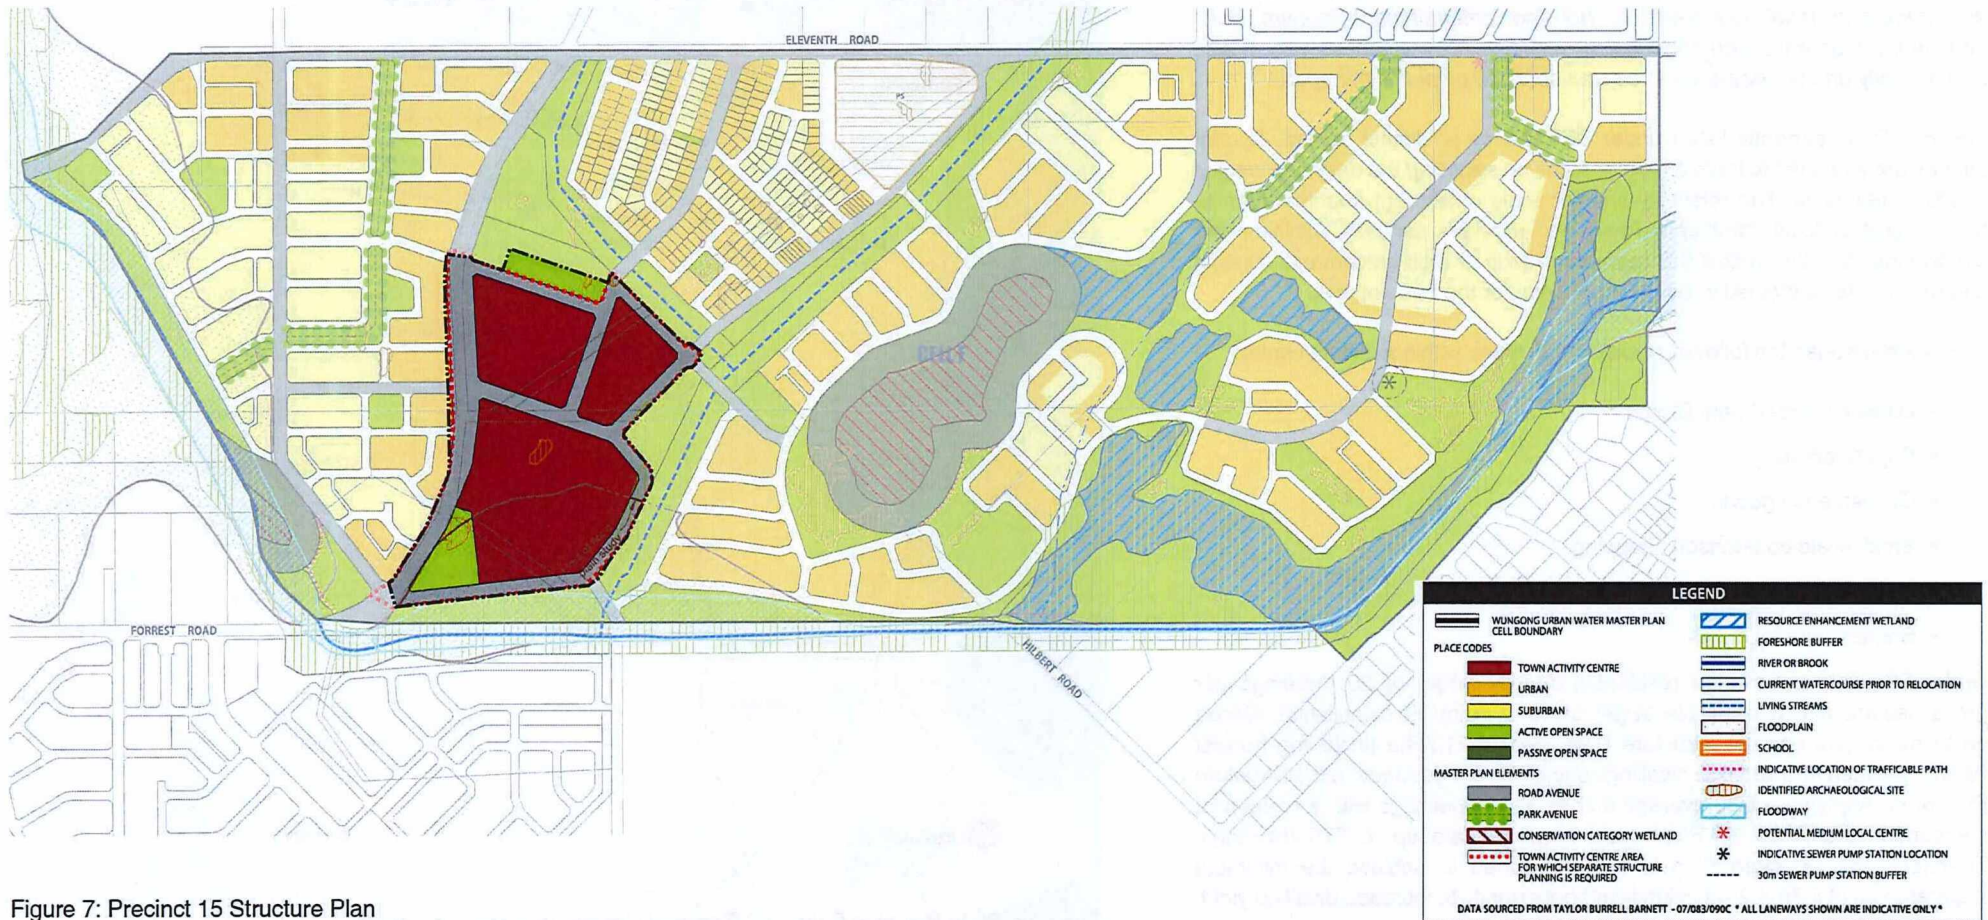 ELEVENTH ROAD
PS
FORREST ROAD
HILBERT ROAD
LEGEND
WUNGONG URBAN WATER MASTER PLAN
CELL BOUNDARY
PLACE CODES
TOWN ACTIVITY CENTRE
URBAN
SUBURBAN
ACTIVE OPEN SPACE
PASSIVE OPEN SPACE
MASTER PLAN ELEMENTS
ROAD AVENUE
PARK AVENUE
CONSERVATION CATEGORY WETLAND
TOWN ACTIVITY CENTRE AREA
FOR WHICH SEPARATE STRUCTURE
PLANNING IS REQUIRED
RESOURCE ENHANCEMENT WETLAND
FORESHORE BUFFER
RIVER OR BROOK
CURRENT WATERCOURSE PRIOR TO RELOCATION
LIVING STREAMS
FLOODPLAIN
SCHOOL
INDICATIVE LOCATION OF TRAFFICABLE PATH
IDENTIFIED ARCHAEOLOGICAL SITE
FLOODWAY
POTENTIAL MEDIUM LOCAL CENTRE
INDICATIVE SEWER PUMP STATION LOCATION
30m SEWER PUMP STATION BUFFER
DATA SOURCED FROM TAYLOR BURRELL BARNETT - 07/083/090C * ALL LANEWAYS SHOWN ARE INDICATIVE ONLY *
Figure 7: Precinct 15 Structure Plan